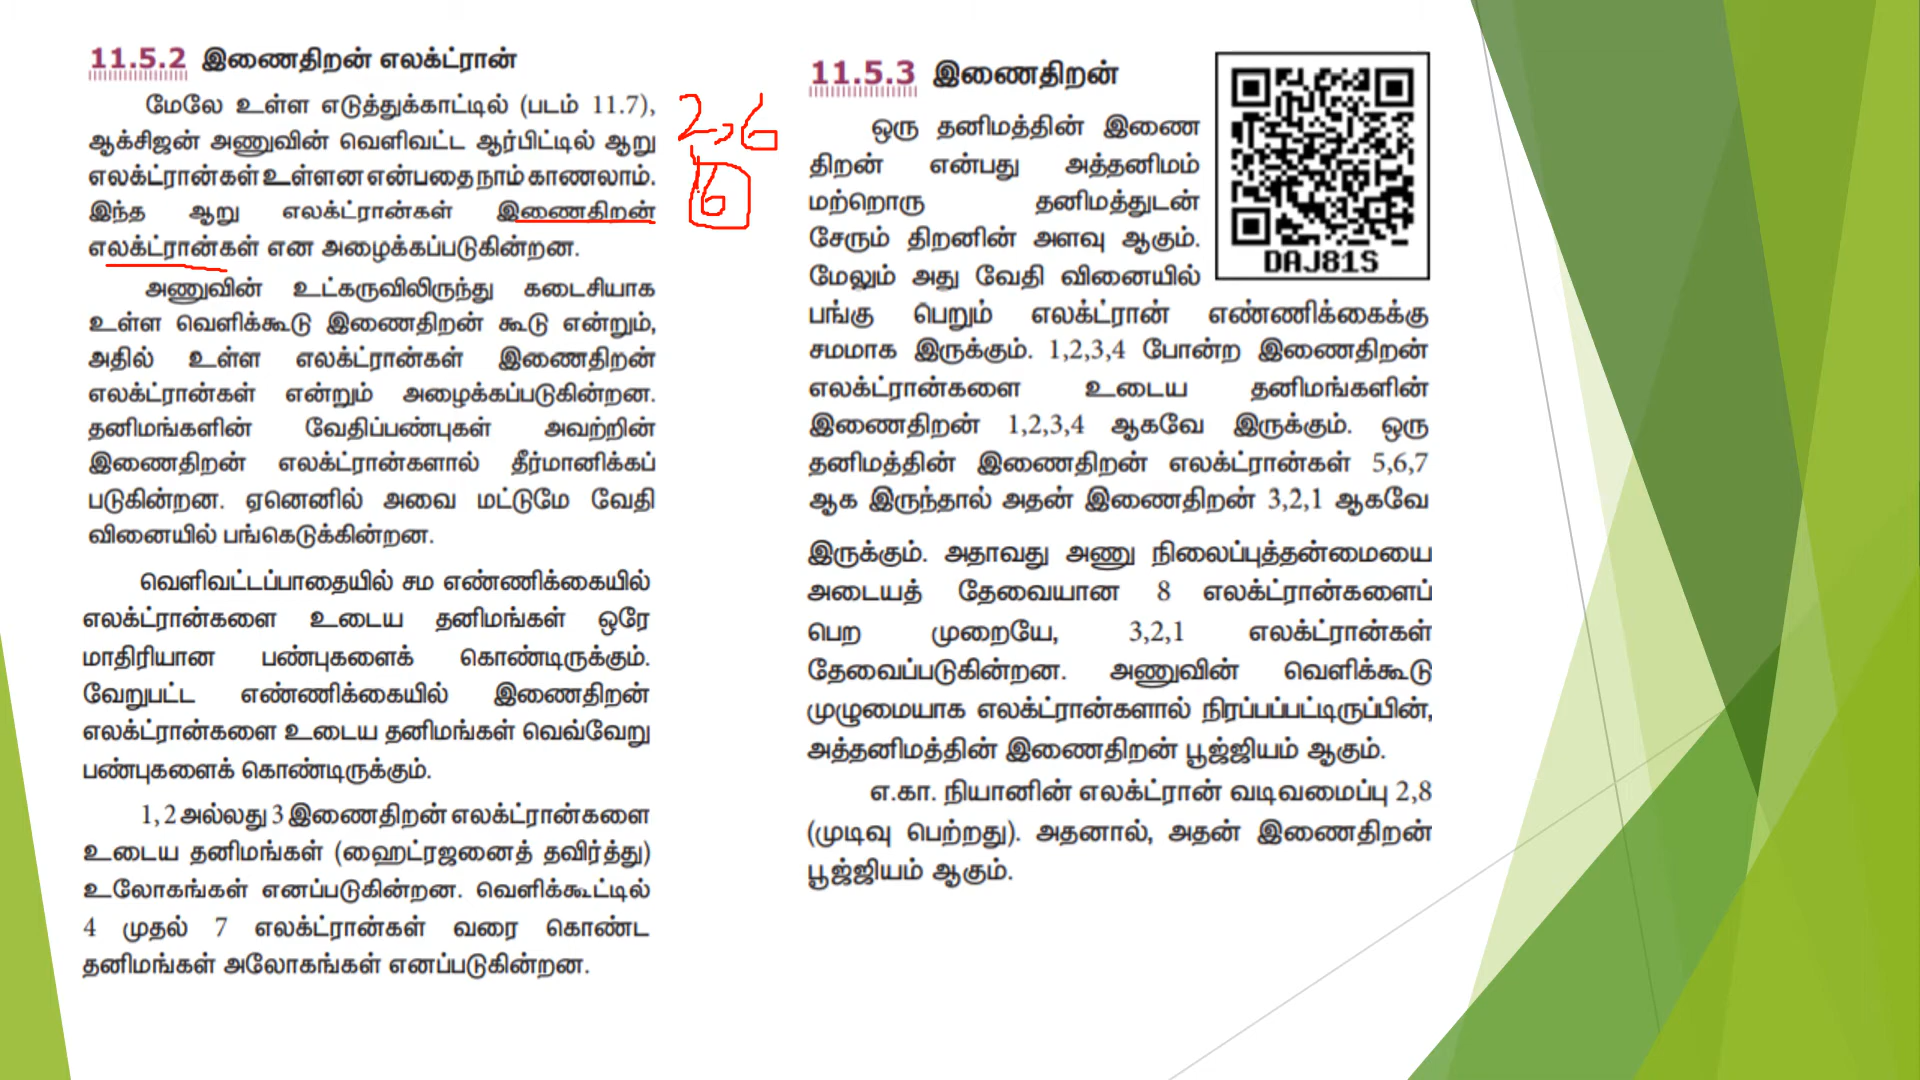 11.5.2 இணைதிறன் எலக்ட்ரான்
மேலே உள்ள எடுத்துக்காட்டில் (படம் 11.7),
ஆக்சிஜன் அணுவின் வெளிவட்ட ஆர்பிட்டில் ஆறு
எலக்ட்ரான்கள் உள்ளன என்பதை நாம் காணலாம்.
இந்த ஆறு எலக்ட்ரான்கள் இணைதிறன்
எலக்ட்ரான்கள் என அழைக்கப்படுகின்றன.
அணுவின் உட்கருவிலிருந்து கடைசியாக
உள்ள வெளிக்கூடு இணைதிறன் கூடு என்றும்,
அதில் உள்ள எலக்ட்ரான்கள் இணைதிறன்
எலக்ட்ரான்கள் என்றும் அழைக்கப்படுகின்றன.
தனிமங்களின் வேதிப்பண்புகள் அவற்றின்
இணைதிறன் எலக்ட்ரான்களால் தீர்மானிக்கப்
படுகின்றன. ஏனெனில் அவை மட்டுமே வேதி
வினையில் பங்கெடுக்கின்றன.
வெளிவட்டப்பாதையில் சம எண்ணிக்கையில்
எலக்ட்ரான்களை உடைய தனிமங்கள் ஒரே
மாதிரியான பண்புகளைக் கொண்டிருக்கும்.
வேறுபட்ட எண்ணிக்கையில் இணைதிறன்
எலக்ட்ரான்களை உடைய தனிமங்கள் வெவ்வேறு
பண்புகளைக் கொண்டிருக்கும்.
1, 2 அல்லது 3 இணைதிறன் எலக்ட்ரான்களை
உடைய தனிமங்கள் (ஹைட்ரஜனைத் தவிர்த்து)
உலோகங்கள் எனப்படுகின்றன. வெளிக்கூட்டில்
4 முதல் 7 எலக்ட்ரான்கள் வரை கொண்ட
தனிமங்கள் அலோகங்கள் எனப்படுகின்றன.
2,6
6
11.5.3 இணைதிறன்
ஒரு தனிமத்தின் இணை
திறன் என்பது அத்தனிமம்
மற்றொரு தனிமத்துடன்
சேரும் திறனின் அளவு ஆகும்.
மேலும் அது வேதி வினையில்
பங்கு பெறும் எலக்ட்ரான் எண்ணிக்கைக்கு
சமமாக இருக்கும். 1,2,3,4 போன்ற இணைதிறன்
எலக்ட்ரான்களை உடைய தனிமங்களின்
இணைதிறன் 1,2,3,4 ஆகவே இருக்கும். ஒரு
தனிமத்தின் இணைதிறன் எலக்ட்ரான்கள் 5,6,7
ஆக இருந்தால் அதன் இணைதிறன் 3,2,1 ஆகவே
இருக்கும். அதாவது அணு நிலைப்புத்தன்மையை
அடையத் தேவையான 8 எலக்ட்ரான்களைப்
பெற முறையே, 3,2,1 எலக்ட்ரான்கள்
தேவைப்படுகின்றன. அணுவின் வெளிக்கூடு
முழுமையாக எலக்ட்ரான்களால் நிரப்பப்பட்டிருப்பின்,
அத்தனிமத்தின் இணைதிறன் பூஜ்ஜியம் ஆகும்.
எ.கா. நியானின் எலக்ட்ரான் வடிவமைப்பு 2,8
(முடிவு பெற்றது). அதனால், அதன் இணைதிறன்
பூஜ்ஜியம் ஆகும்.
DAJ81S